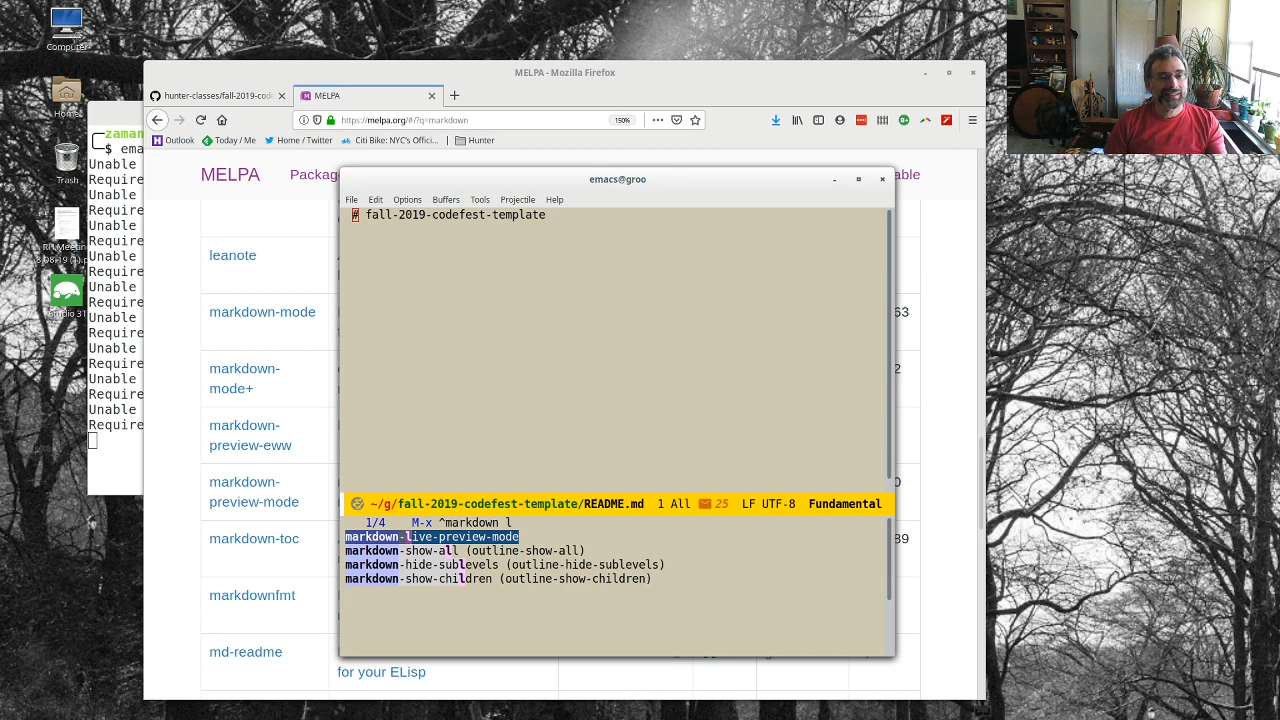 Computer
Home
Trash
MELPA - Mozilla Firefox
hunter-classes/fall-2019-code
MELPA
https://melpa.org/#/?q=markdown
150%
Outlook
Today / Me
Home / Twitter
Citi Bike: NYC's Offici...
Hunter
zaman
$ ema
Unable
Require
Unable
Require
Unable
Require
Unable
Require
Unable
Require
Unable
Require
Unable
Require
Unable
Require
Unable
Require
MELPA
Packag
able
leanote
markdown-mode
63
markdown-
mode+
2
markdown-
preview-eww
markdown-
preview-mode
0
markdown-toc
89
markdownfmt
md-readme
for your ELisp
emacs@groo
File Edit Options Buffers Tools Projectile Help
# fall-2019-codefest-template
~/g/fall-2019-codefest-template/README.md 1 All 25 LF UTF-8 Fundamental
1/4 M-x ^markdown l
markdown-live-preview-mode
markdown-show-all (outline-show-all)
markdown-hide-sublevels (outline-hide-sublevels)
markdown-show-children (outline-show-children)